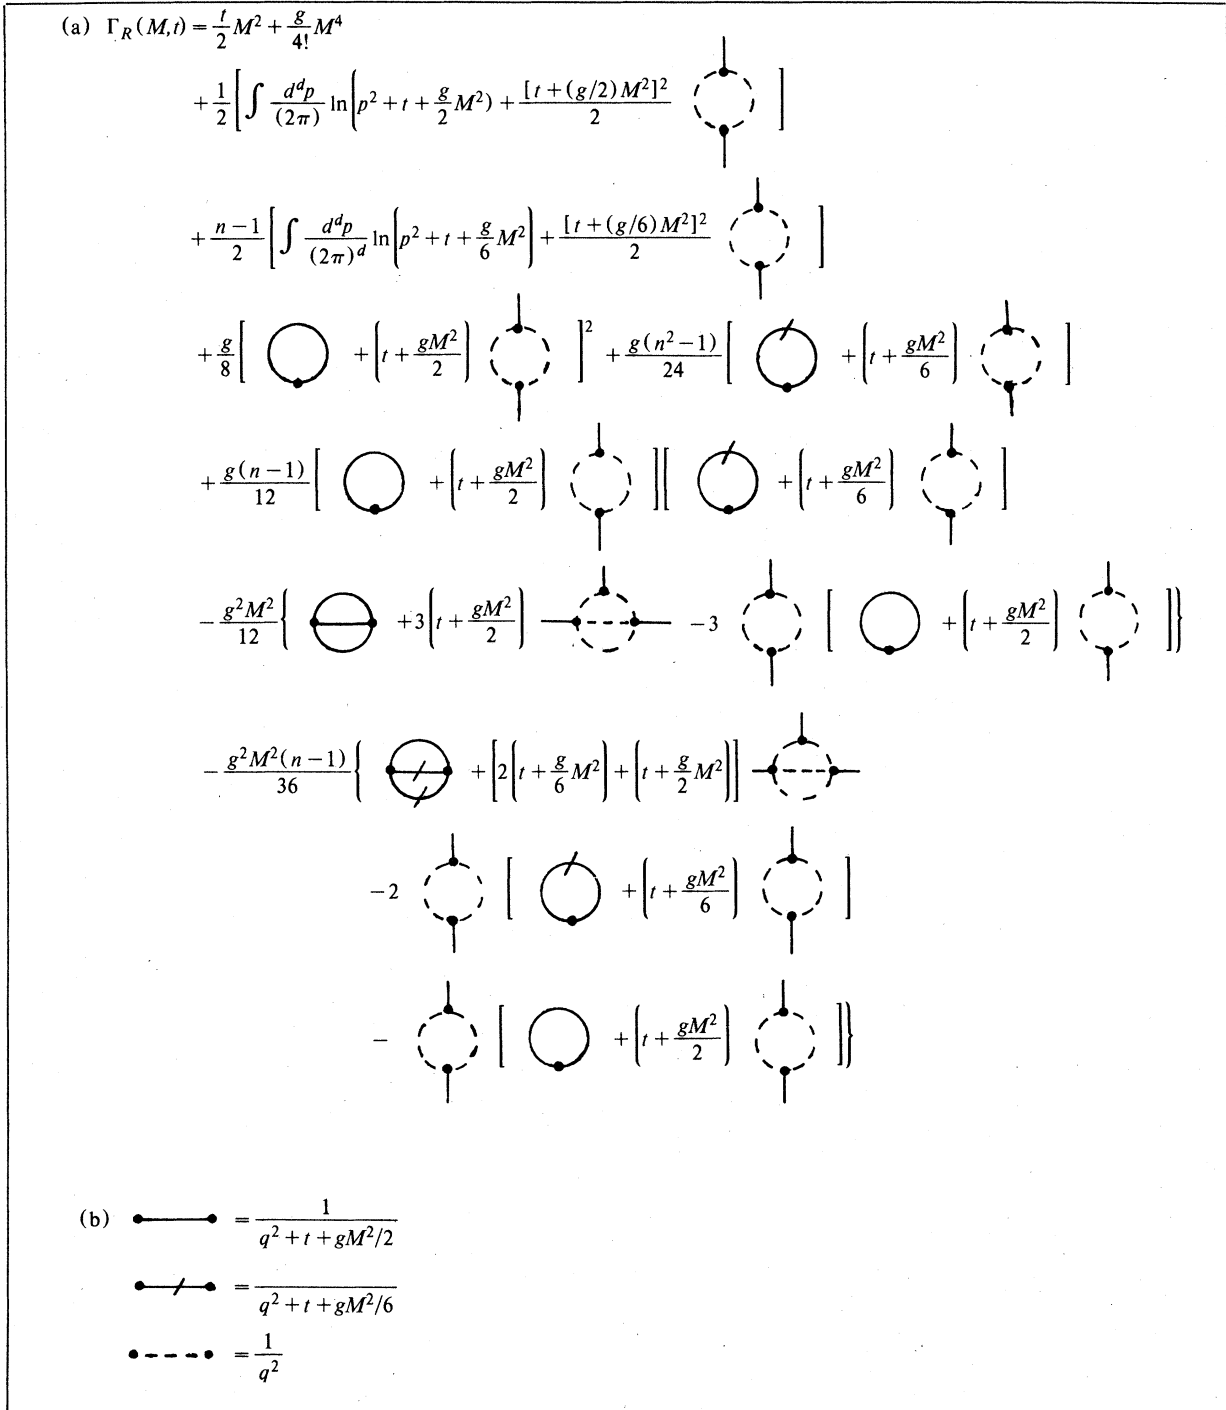 (a) Γ_R(M,t) = t/2 M² + g/4! M⁴
+ 1/2 [ ∫ d^d p/(2π) ln( p² + t + g/2 M²) + [t + (g/2)M²]²/2 ]
+ n−1/2 [ ∫ d^d p/(2π)^d ln( p² + t + g/6 M² ) + [t + (g/6)M²]²/2 ]
+ g/8 [ + ( t + gM²/2 ) ]² + g(n²−1)/24 [ + ( t + gM²/6 ) ]
+ g(n−1)/12 [ + ( t + gM²/2 ) ][ + ( t + gM²/6 ) ]
− g²M²/12 { +3( t + gM²/2 ) −3 [ + ( t + gM²/2 ) ]}
− g²M²(n−1)/36 { + [ 2( t + g/6 M² ) + ( t + g/2 M² )]
−2 [ + ( t + gM²/6 ) ]
− [ + ( t + gM²/2 ) ]}
(b) = 1/q² + t + gM²/2
= /q² + t + gM²/6
= 1/q²